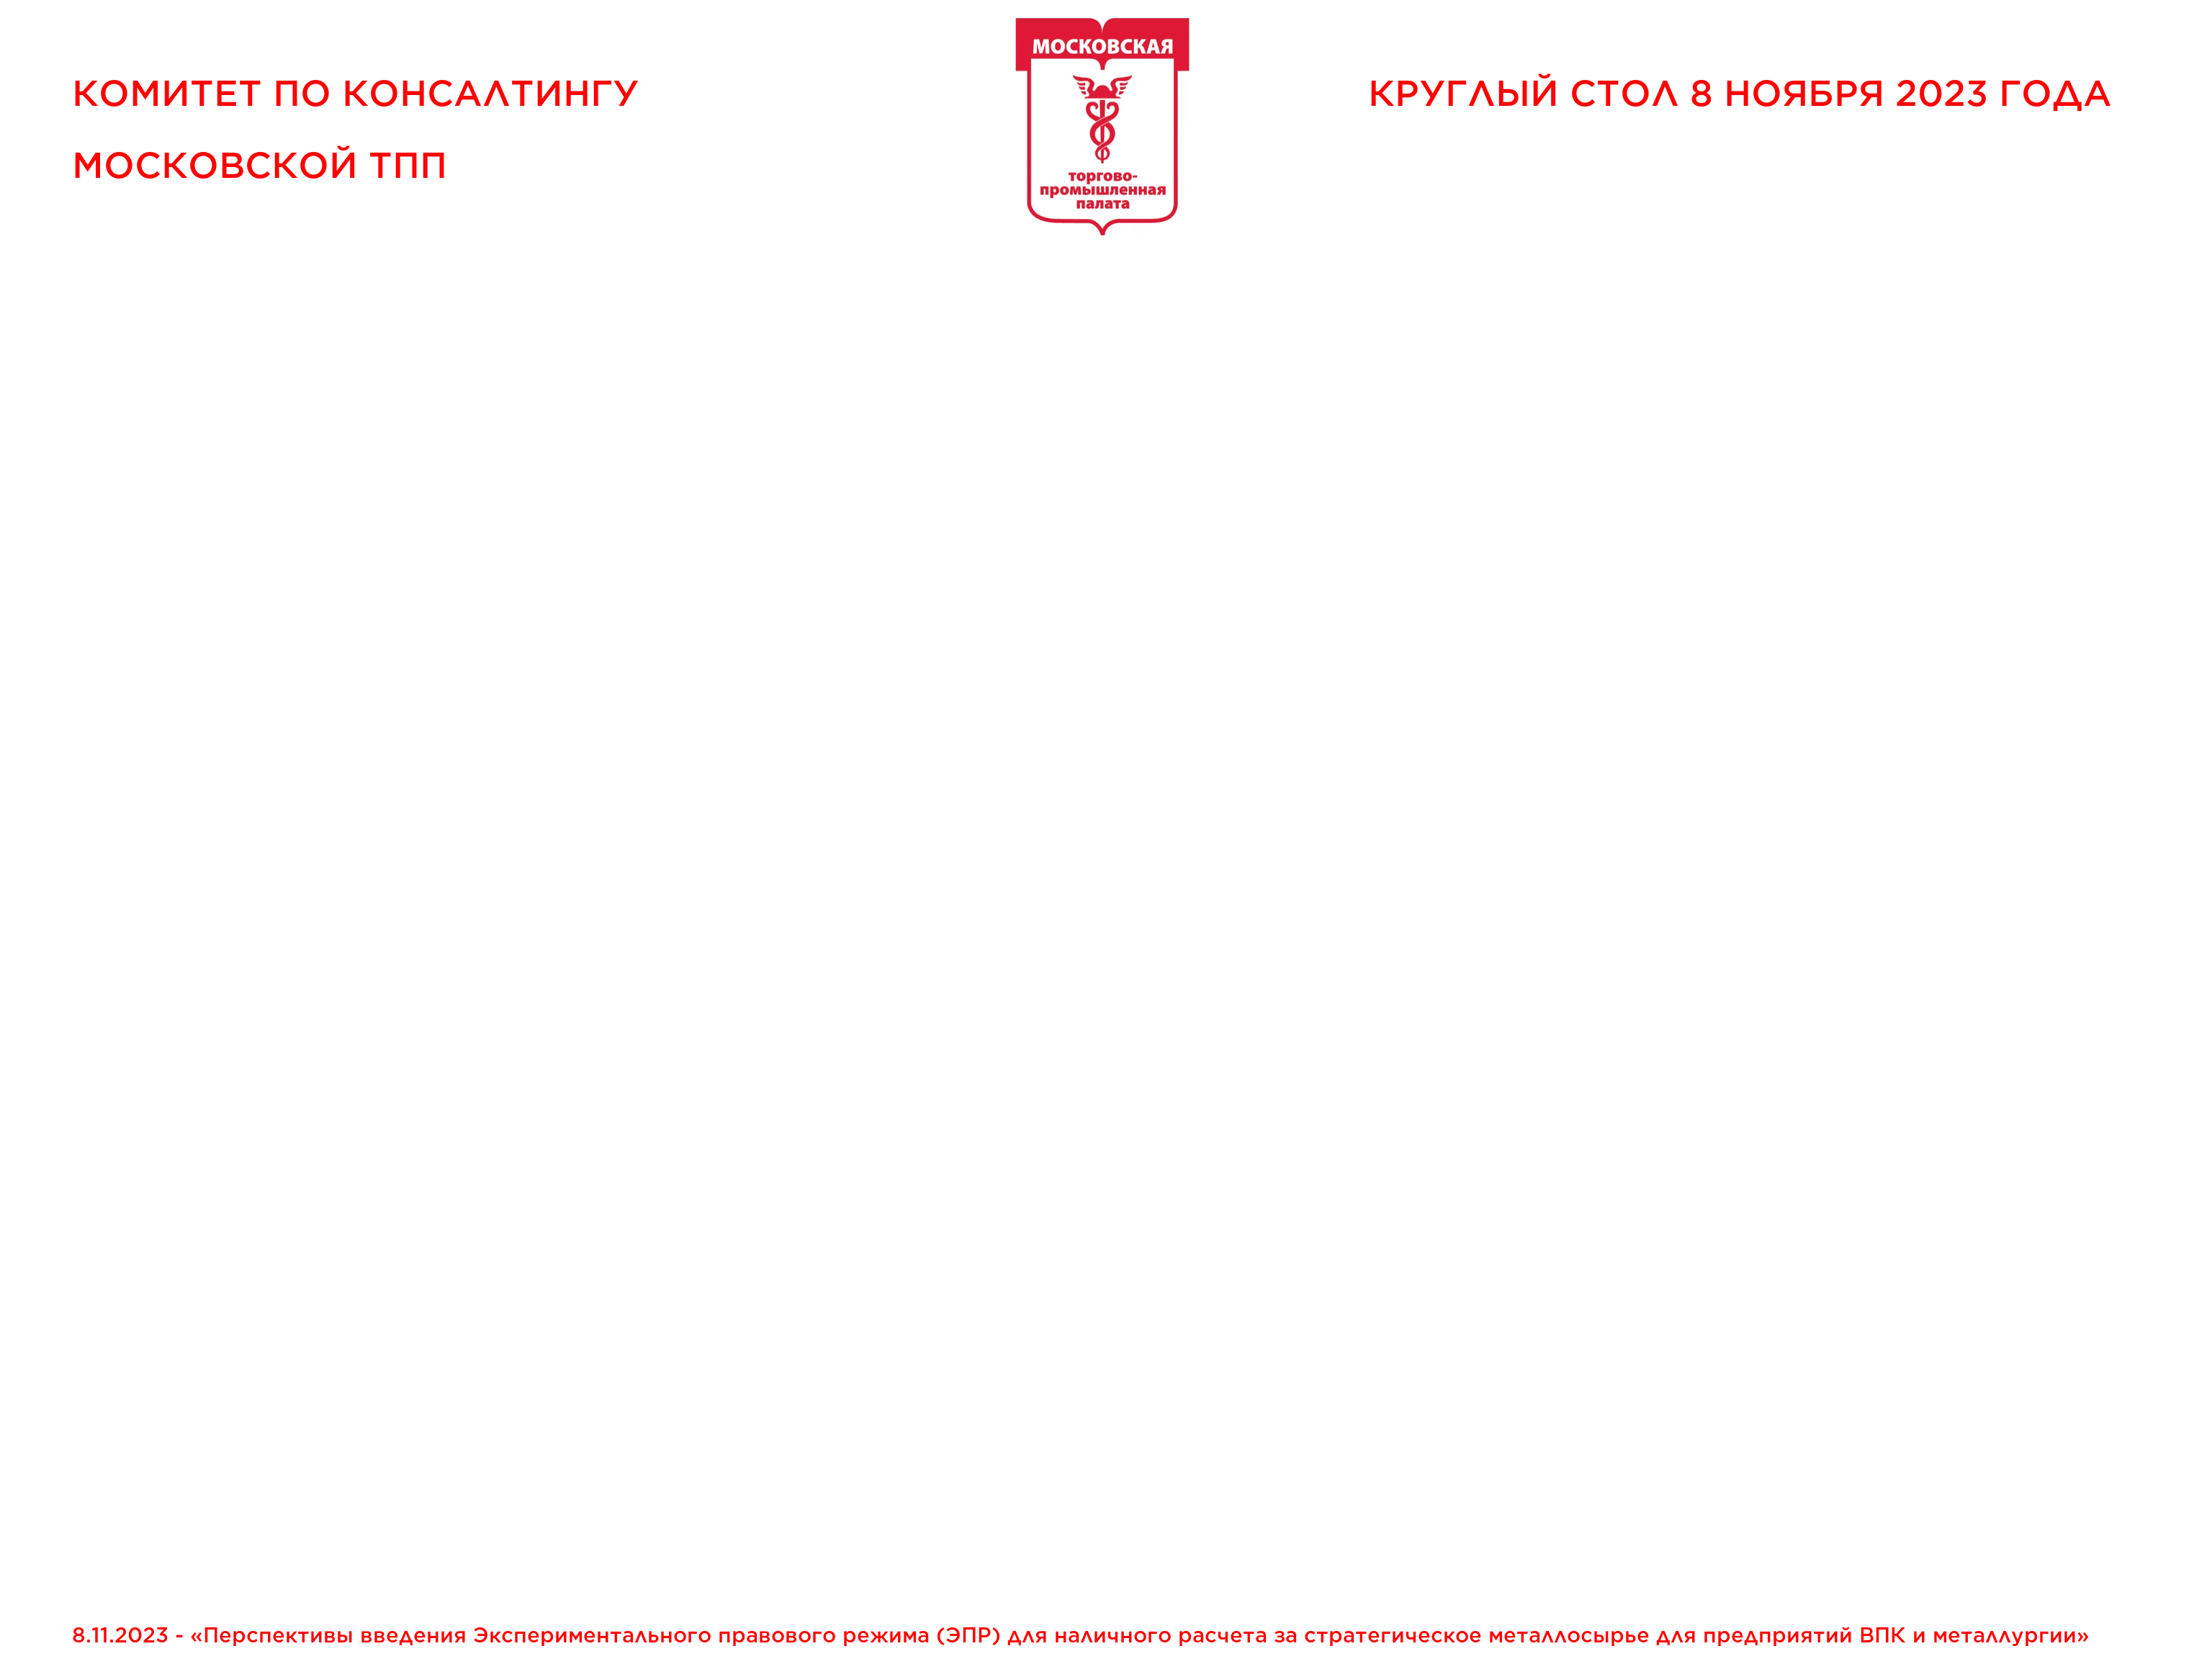 КОМИТЕТ ПО КОНСАЛТИНГУ
МОСКОВСКОЙ ТПП
МОСКОВСКАЯ
торгово-
промышленная
палата
КРУГЛЫЙ СТОЛ 8 НОЯБРЯ 2023 ГОДА
8.11.2023 - «Перспективы введения Экспериментального правового режима (ЭПР) для наличного расчета за стратегическое металлосырье для предприятий ВПК и металлургии»